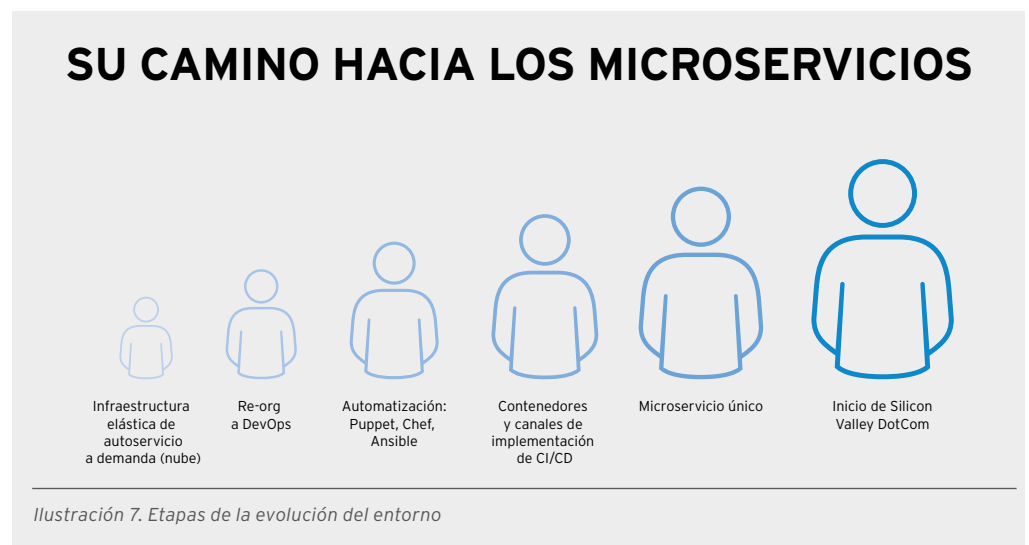 SU CAMINO HACIA LOS MICROSERVICIOS
Infraestructura
elástica de
autoservicio
a demanda (nube)
Re-org
a DevOps
Automatización:
Puppet, Chef,
Ansible
Contenedores
y canales de
implementación
de CI/CD
Microservicio único
Inicio de Silicon
Valley DotCom
Ilustración 7. Etapas de la evolución del entorno